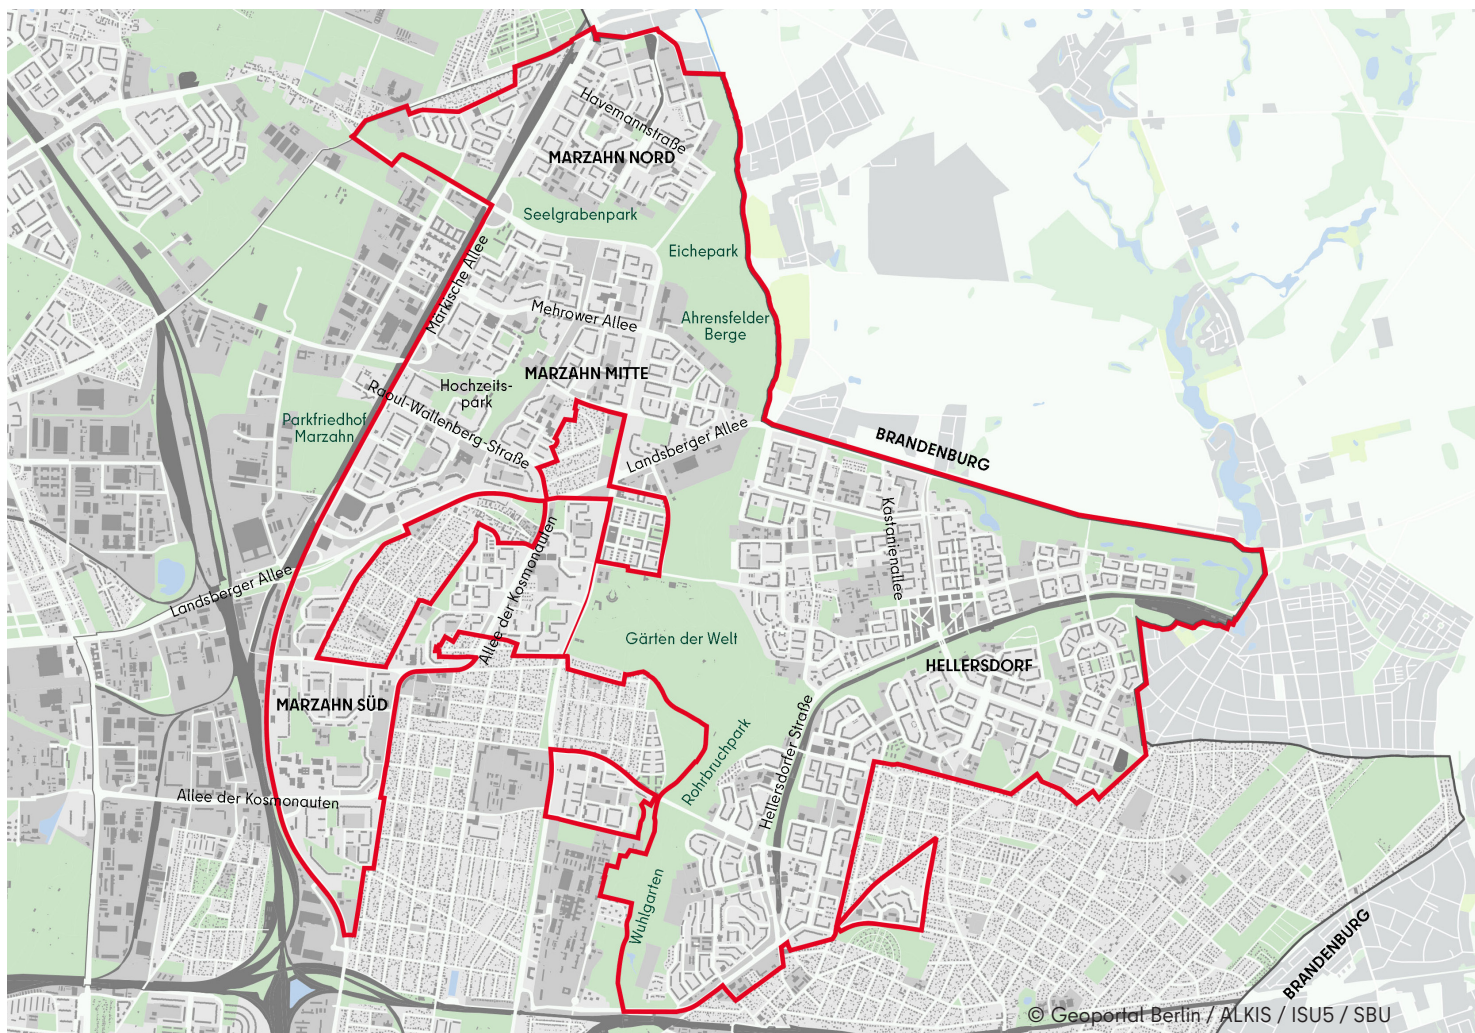 Havemannstraße
MARZAHN NORD
Seelgrabenpark
Eichepark
Märkische Allee
Mehrower Allee
Ahrensfelder
Berge
MARZAHN MITTE
Hochzeits-
park
Raoul-Wallenberg-Straße
Parkfriedhof
Marzahn
Landsberger Allee
BRANDENBURG
Kastanienallee
Landsberger Allee
Allee der Kosmonauten
Gärten der Welt
HELLERSDORF
MARZAHN SÜD
Hellersdorfer Straße
Rohrbruchpark
Allee der Kosmonauten
Wuhlgarten
BRANDENBURG
© Geoportal Berlin / ALKIS / ISU5 / SBU